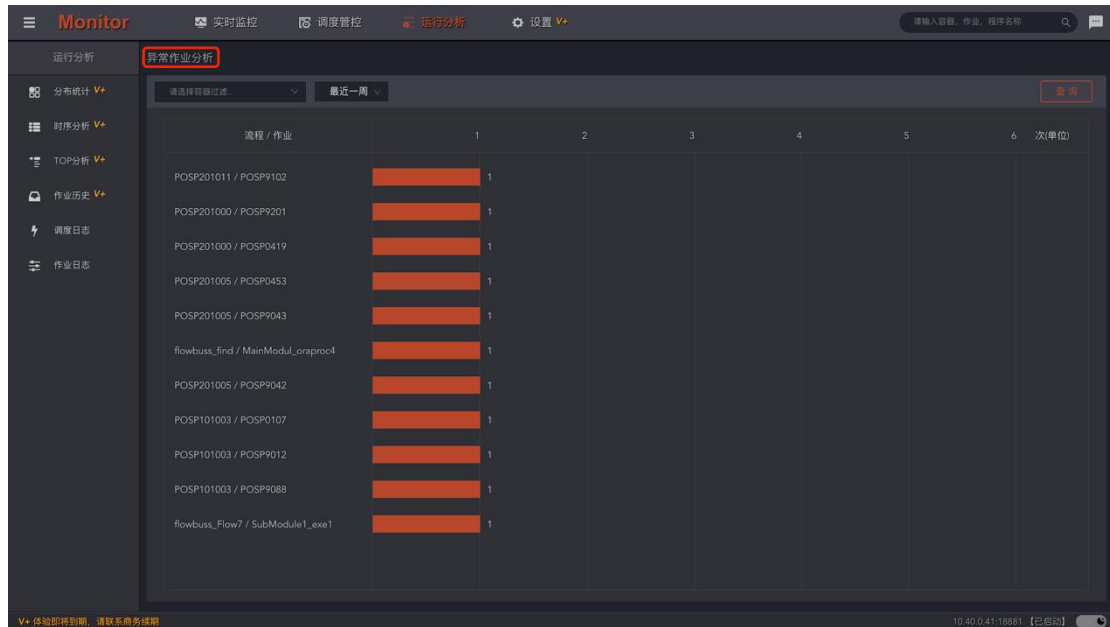 Monitor 实时监控 调度管控 运行分析 设置 V+ 请输入容器, 作业, 程序名称
运行分析 异常作业分析
分布统计 V+
时序分析 V+
TOP分析 V+
作业历史 V+
调度日志
作业日志
请选择容器过滤... 最近一周 查 询
流程 / 作业 1 2 3 4 5 6 次(单位)
POSP201011 / POSP9102 1
POSP201000 / POSP9201 1
POSP201000 / POSP0419 1
POSP201005 / POSP0453 1
POSP201005 / POSP9043 1
flowbuss_find / MainModul_oraproc4 1
POSP201005 / POSP9042 1
POSP101003 / POSP0107 1
POSP101003 / POSP9012 1
POSP101003 / POSP9088 1
flowbuss_Flow7 / SubModule1_exe1 1
V+ 体验即将到期, 请联系商务续期 10.40.0.41:18881 【已启动】